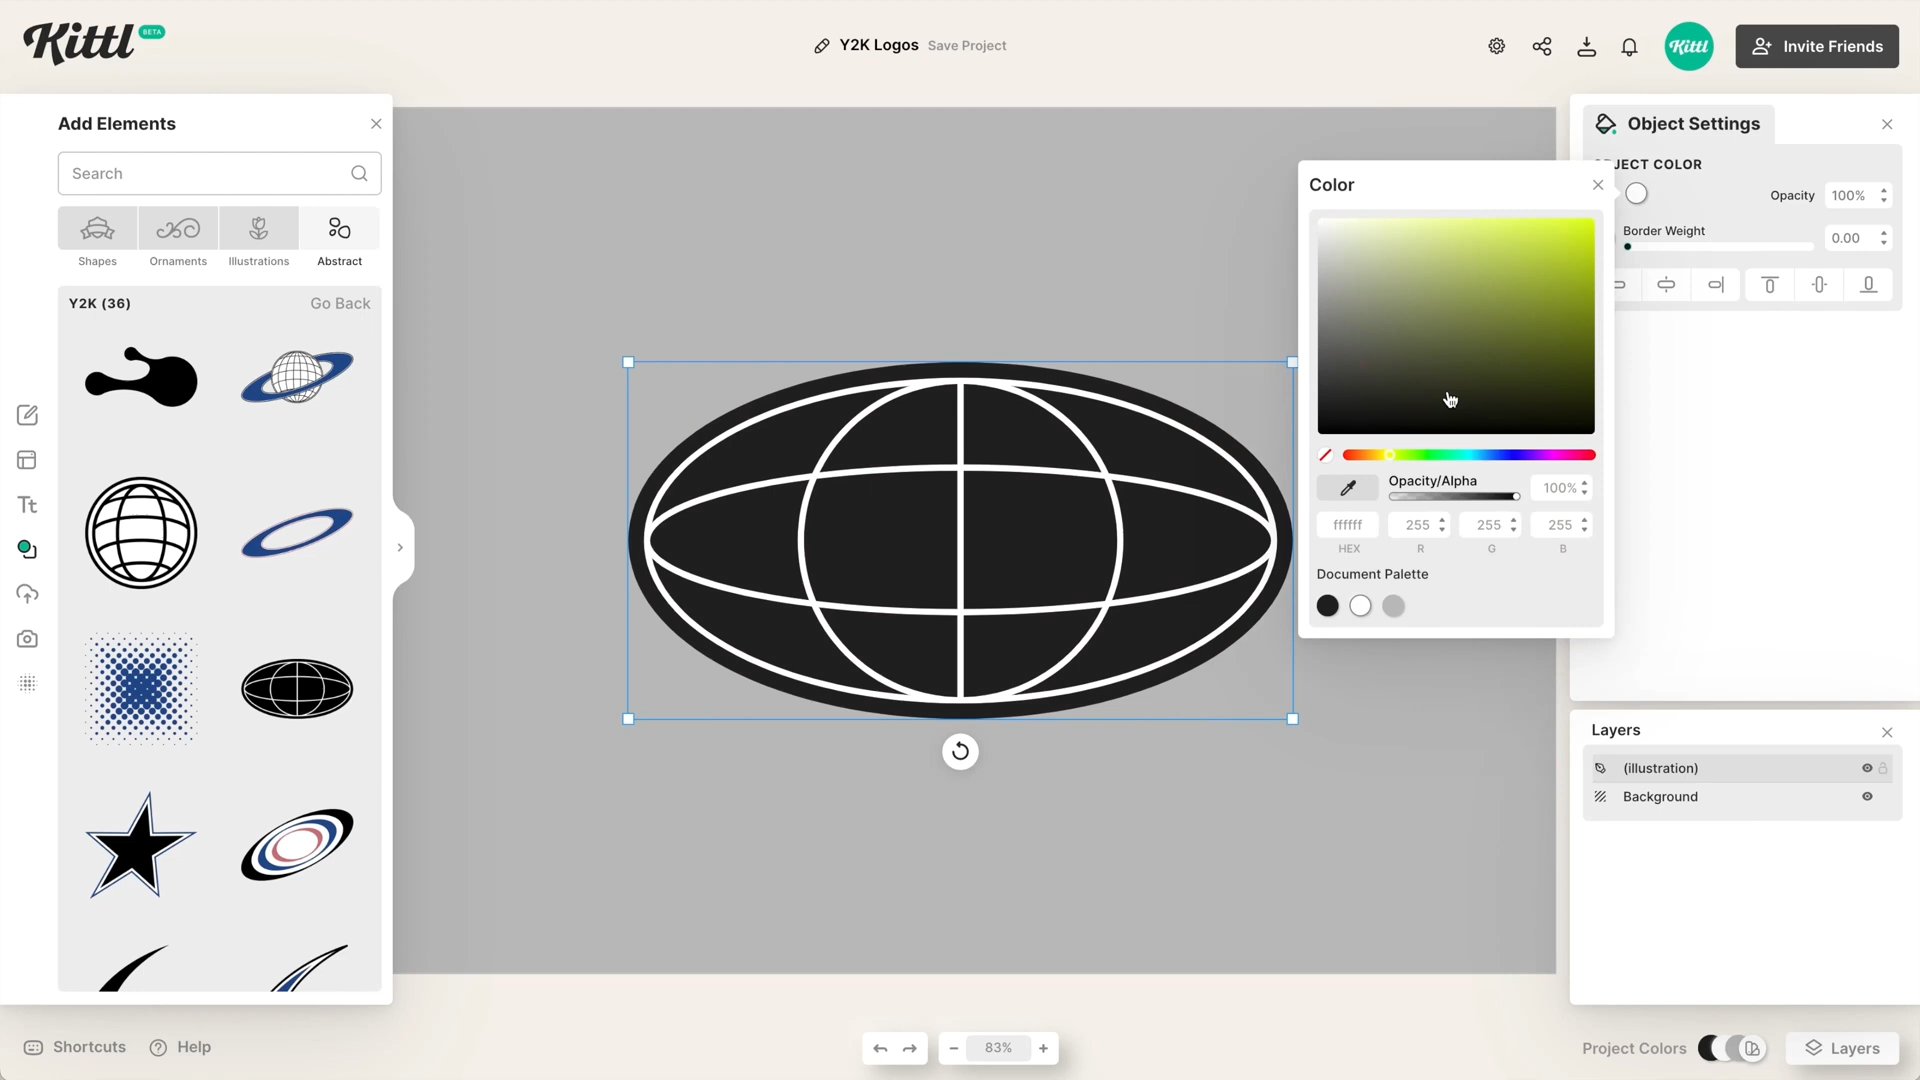 Kittl BETA
Y2K Logos Save Project
Kittl
Invite Friends
Add Elements
Search
Shapes Ornaments Illustrations Abstract
Y2K (36) Go Back
Tt
Color
Opacity/Alpha
100%
ffffff 255 255 255
HEX R G B
Document Palette
Object Settings
JECT COLOR
Opacity 100%
Border Weight
0.00
Layers
(illustration)
Background
Shortcuts Help
83%
Project Colors
Layers